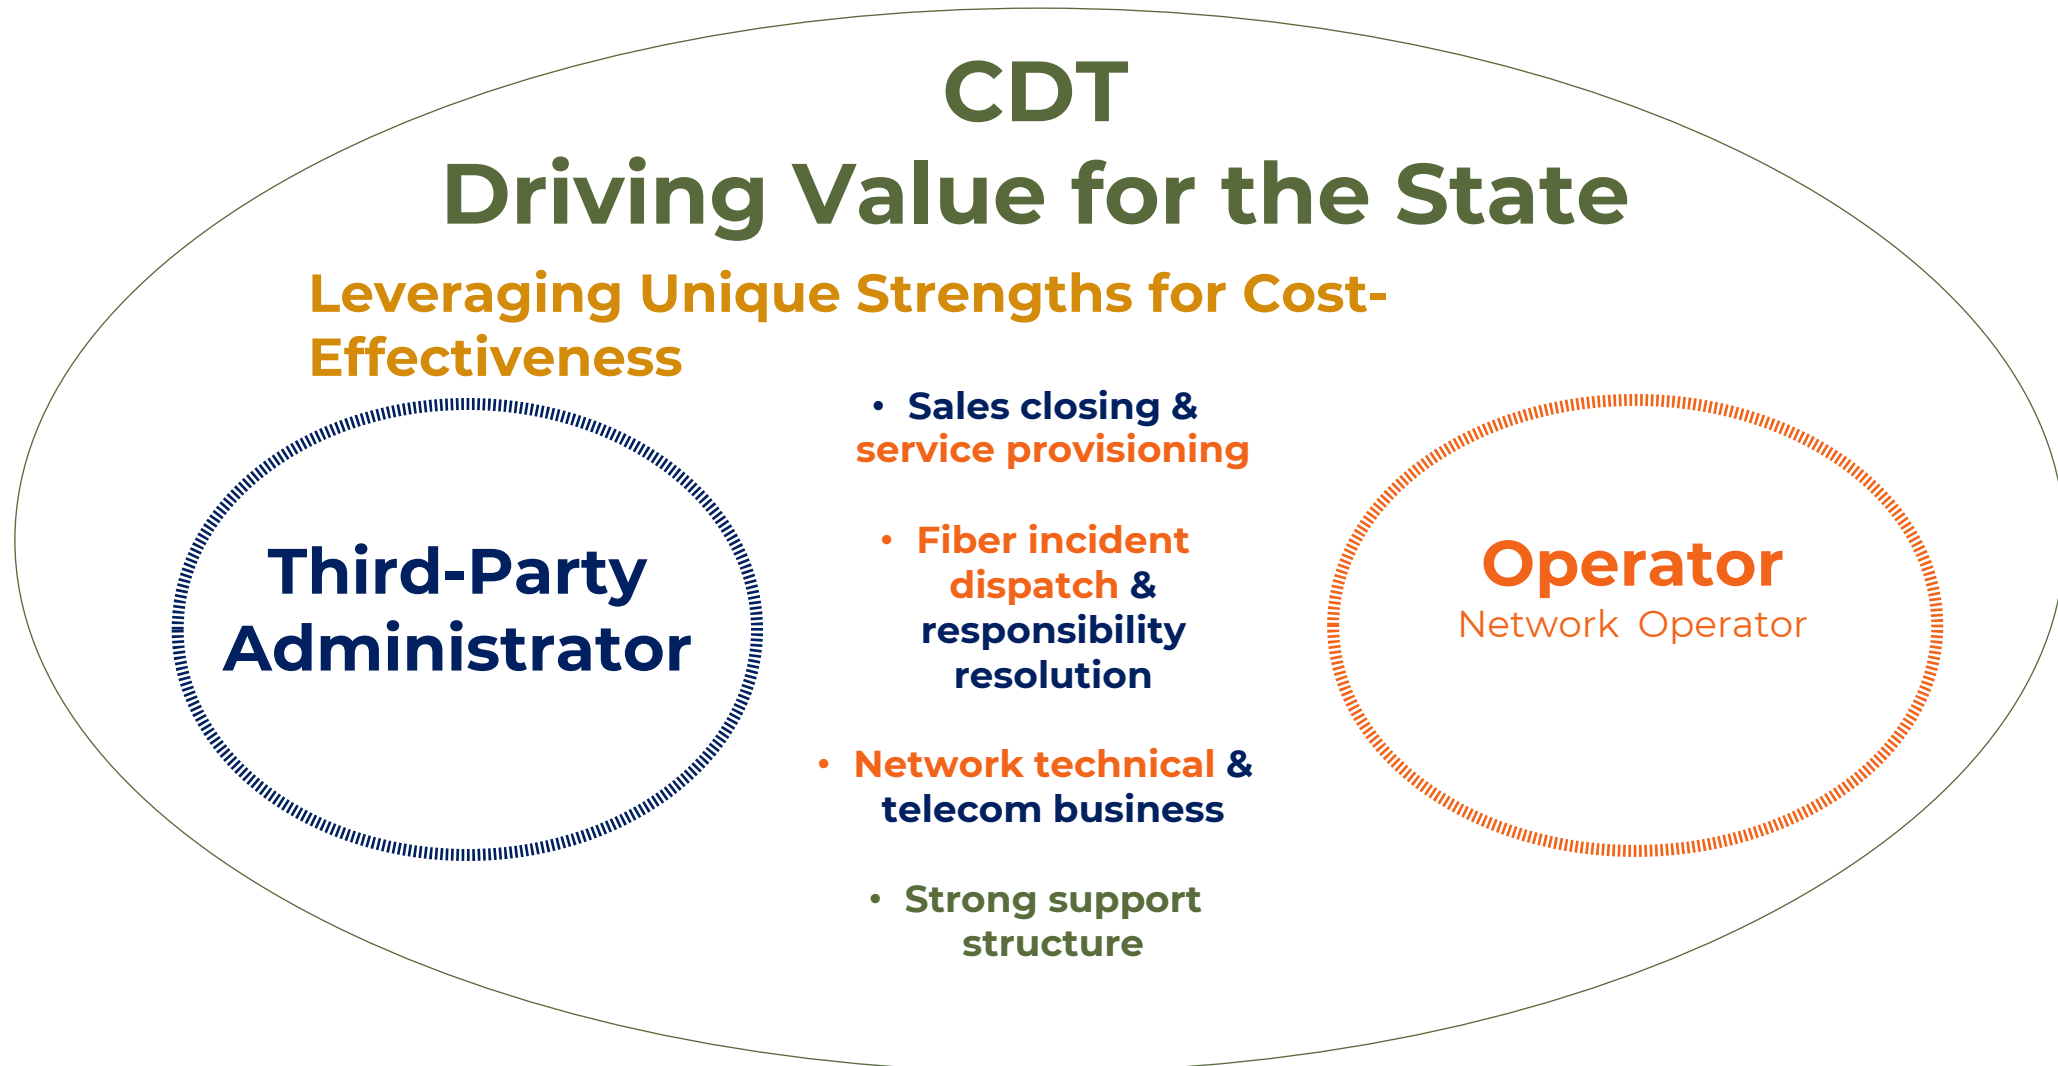 CDT
Driving Value for the State
Leveraging Unique Strengths for Cost-
Effectiveness
Third-Party
Administrator
• Sales closing &
service provisioning
• Fiber incident
dispatch &
responsibility
resolution
• Network technical &
telecom business
• Strong support
structure
Operator
Network Operator